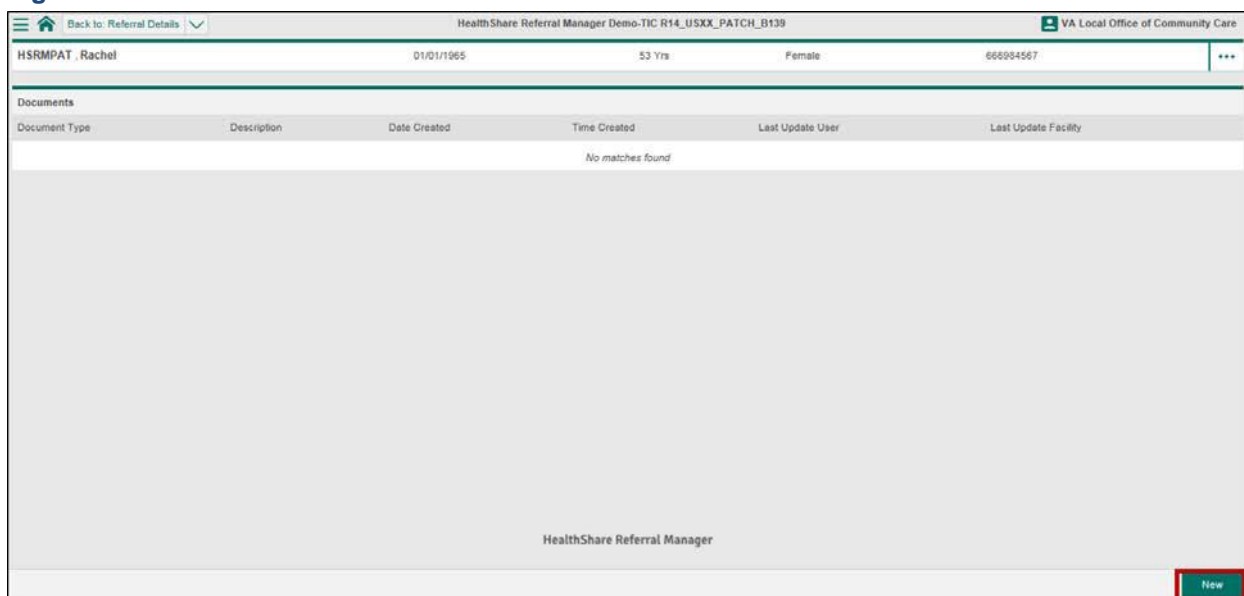 Back to: Referral Details HealthShare Referral Manager Demo-TIC R14_USXX_PATCH_B139 VA Local Office of Community Care
HSRMPAT , Rachel 01/01/1965 53 Yrs Female 666984567
Documents
Document Type Description Date Created Time Created Last Update User Last Update Facility
No matches found
HealthShare Referral Manager
New